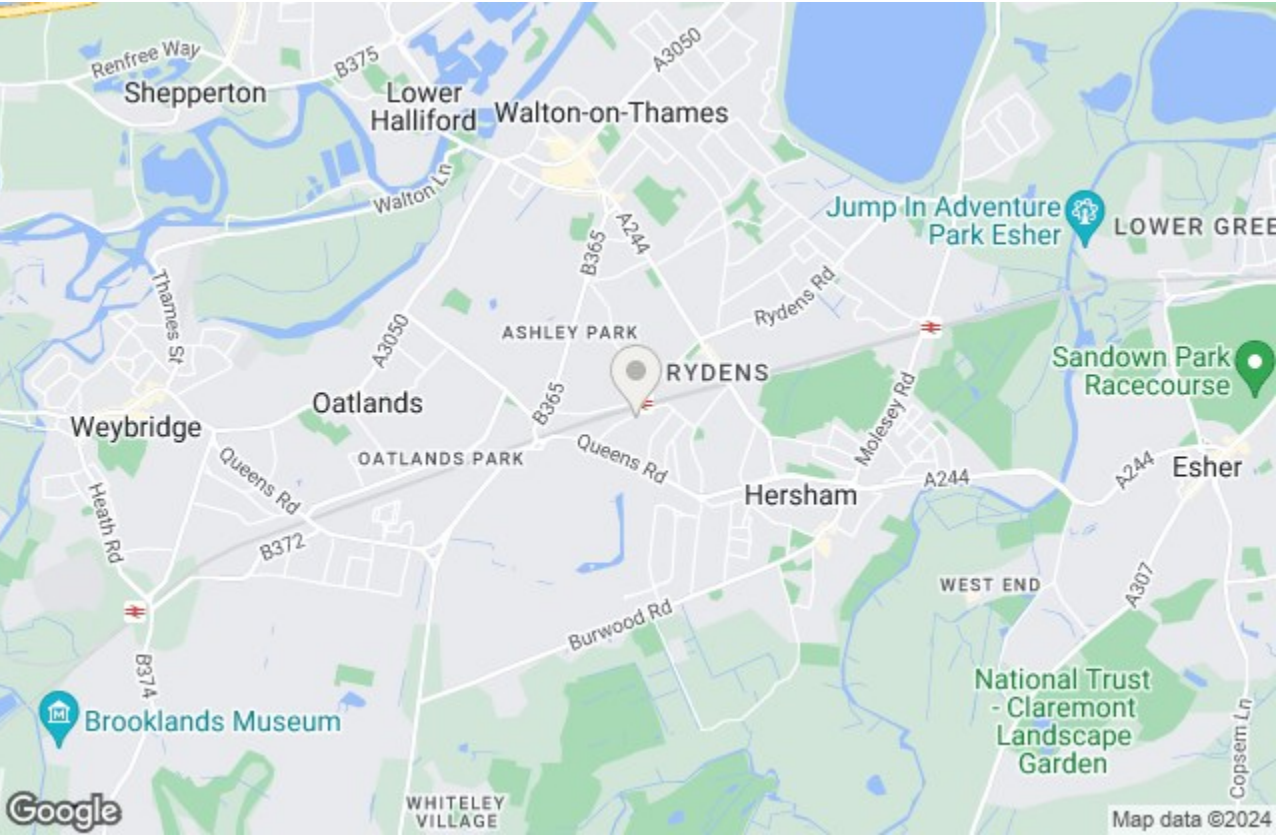 Renfree Way
B375
A3050
Shepperton
Lower
Halliford
Walton-on-Thames
Walton Ln
Jump In Adventure
Park Esher
LOWER GREE
A244
B365
Thames St
Rydens Rd
A3050
ASHLEY PARK
Sandown Park
Racecourse
RYDENS
Oatlands
B365
Molesey Rd
Weybridge
OATLANDS PARK
Queens Rd
Queens Rd
A244
A244
Esher
Hersham
Heath Rd
B372
WEST END
A307
Burwood Rd
B374
National Trust
- Claremont
Landscape
Garden
Brooklands Museum
M
Copsem Ln
WHITELEY
VILLAGE
Google
Map data ©2024